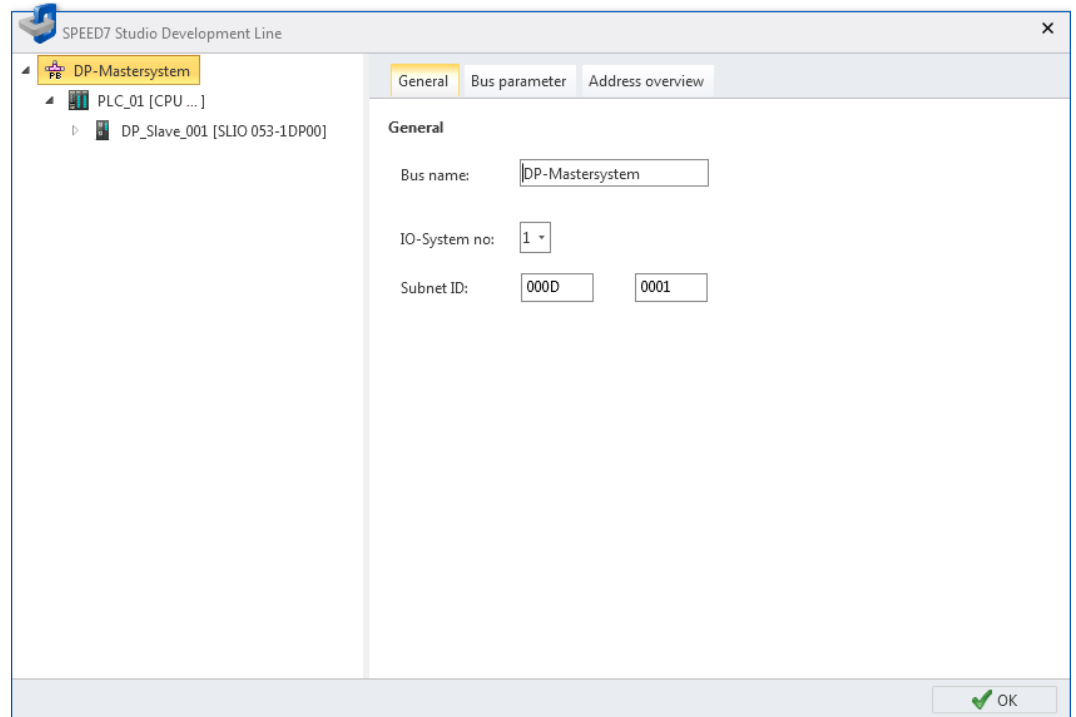 SPEED7 Studio Development Line
DP-Mastersystem
PLC_01 [CPU ... ]
DP_Slave_001 [SLIO 053-1DP00]
General Bus parameter Address overview
General
Bus name: DP-Mastersystem
IO-System no: 1
Subnet ID: 000D 0001
OK